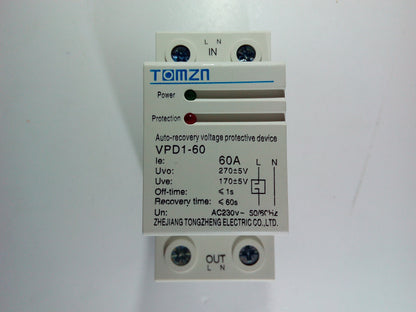 L N
IN
TOMZN
Power
Protection
Auto-recovery voltage protective device
VPD1-60
Ie: 60A L N
Uvo: 270±5V
Uve: 170±5V
Off-time: ≤1s
Recovery time: ≤60s
Un: AC230V~ 50/60Hz
ZHEJIANG TONGZHENG ELECTRIC CO.,LTD.
OUT
L N